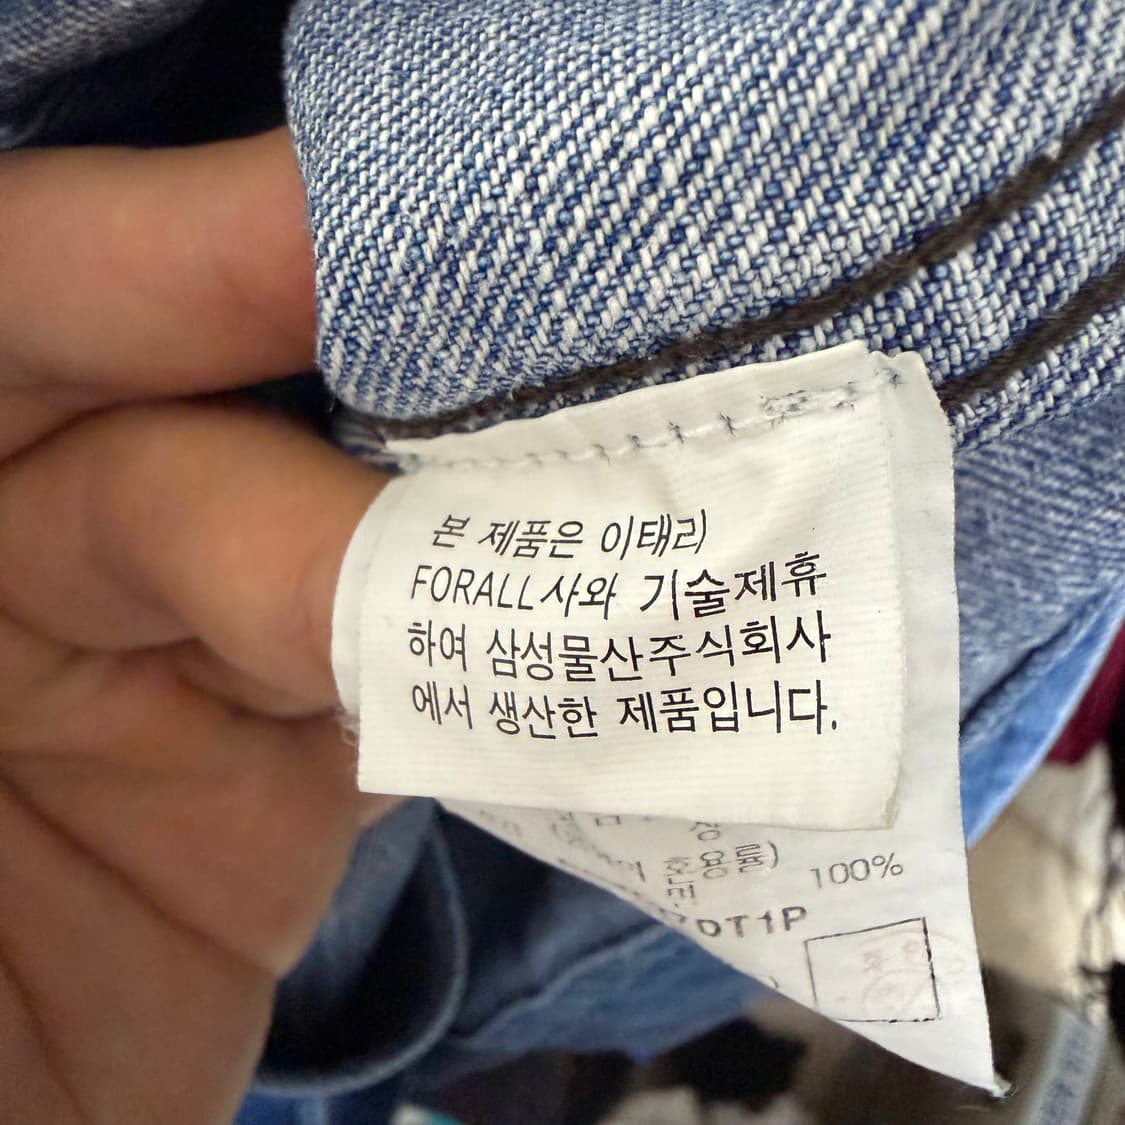 본 제품은 이태리
FORALL사와 기술제휴
하여 삼성물산주식회사
에서 생산한 제품입니다.
100%
DT1P